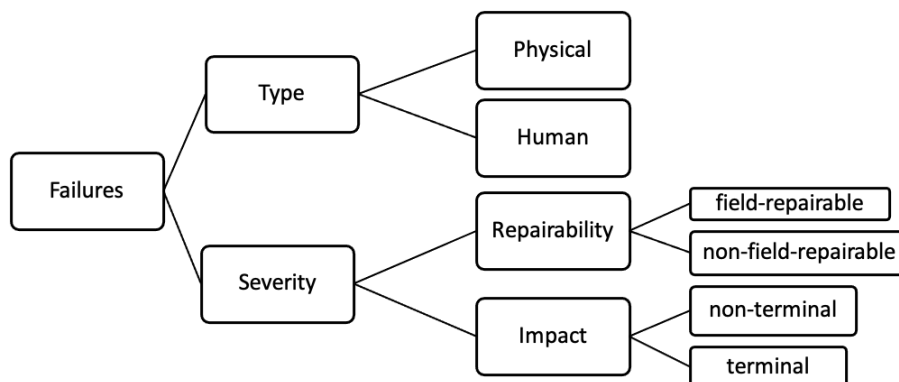 Failures
Type
Physical
Human
Severity
Repairability
field-repairable
non-field-repairable
Impact
non-terminal
terminal